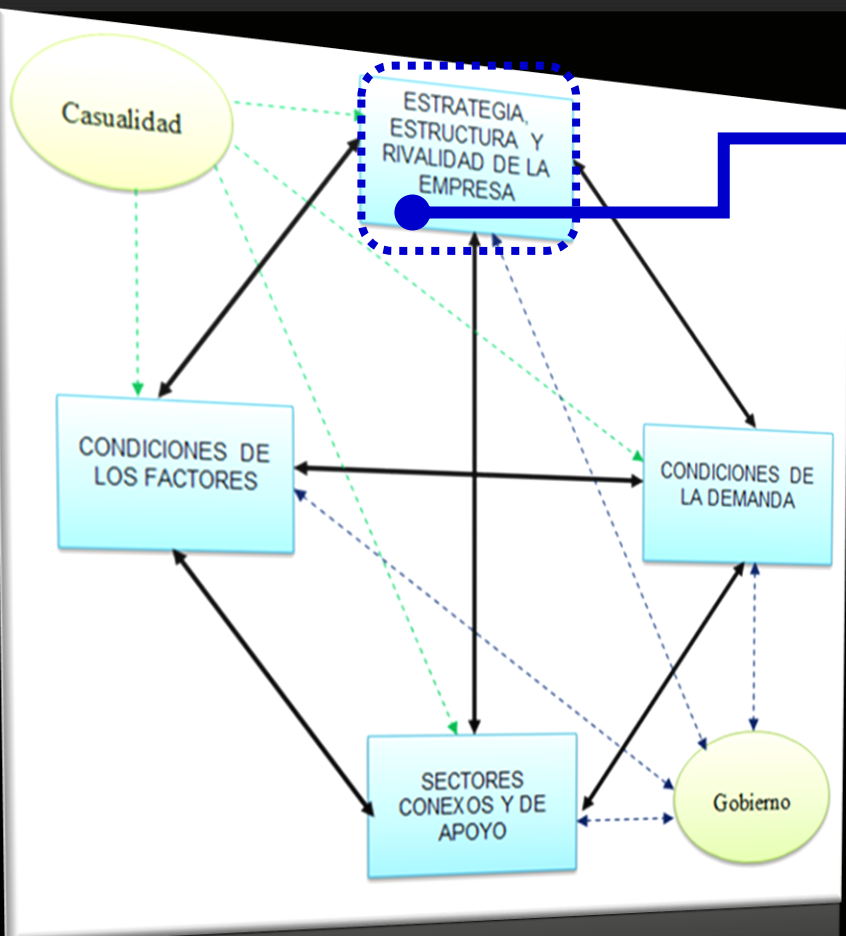 Casualidad
ESTRATEGIA,
ESTRUCTURA Y
RIVALIDAD DE LA
EMPRESA
CONDICIONES DE
LOS FACTORES
CONDICIONES DE
LA DEMANDA
SECTORES
CONEXOS Y DE
APOYO
Gobierno